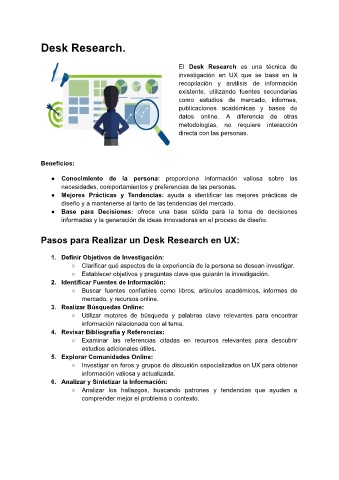 Desk Research.
El Desk Research es una técnica de
investigación en UX que se basa en la
recopilación y análisis de información
existente, utilizando fuentes secundarias
como estudios de mercado, informes,
publicaciones académicas y bases de
datos online. A diferencia de otras
metodologías, no requiere interacción
directa con las personas.
Beneficios:
● Conocimiento de la persona: proporciona información valiosa sobre las
necesidades, comportamientos y preferencias de las personas.
● Mejores Prácticas y Tendencias: ayuda a identificar las mejores prácticas de
diseño y a mantenerse al tanto de las tendencias del mercado.
● Base para Decisiones: ofrece una base sólida para la toma de decisiones
informadas y la generación de ideas innovadoras en el proceso de diseño.
Pasos para Realizar un Desk Research en UX:
1. Definir Objetivos de Investigación:
○ Clarificar qué aspectos de la experiencia de la persona se desean investigar.
○ Establecer objetivos y preguntas clave que guiarán la investigación.
2. Identificar Fuentes de Información:
○ Buscar fuentes confiables como libros, artículos académicos, informes de
mercado, y recursos online.
3. Realizar Búsquedas Online:
○ Utilizar motores de búsqueda y palabras clave relevantes para encontrar
información relacionada con el tema.
4. Revisar Bibliografía y Referencias:
○ Examinar las referencias citadas en recursos relevantes para descubrir
estudios adicionales útiles.
5. Explorar Comunidades Online:
○ Investigar en foros y grupos de discusión especializados en UX para obtener
información valiosa y actualizada.
6. Analizar y Sintetizar la Información:
○ Analizar los hallazgos, buscando patrones y tendencias que ayuden a
comprender mejor el problema o contexto.